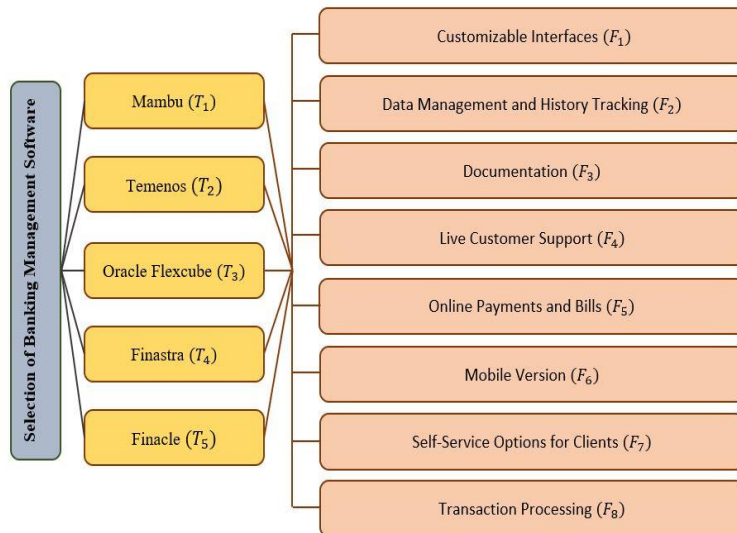 Selection of Banking Management Software
Mambu (T₁)
Temenos (T₂)
Oracle Flexcube (T₃)
Finastra (T₄)
Finacle (T₅)
Customizable Interfaces (F₁)
Data Management and History Tracking (F₂)
Documentation (F₃)
Live Customer Support (F₄)
Online Payments and Bills (F₅)
Mobile Version (F₆)
Self-Service Options for Clients (F₇)
Transaction Processing (F₈)